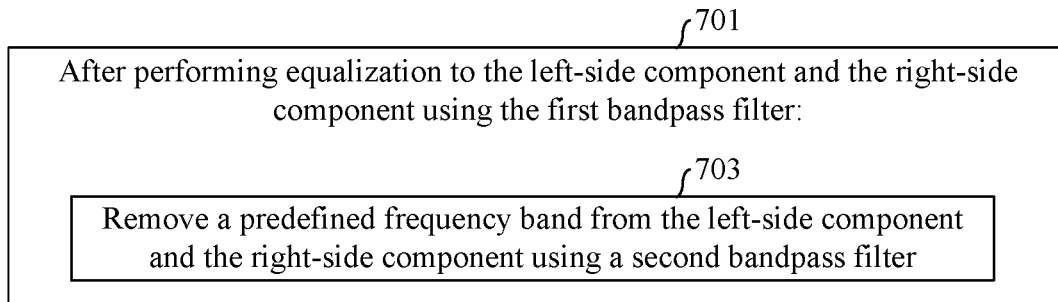 701
After performing equalization to the left-side component and the right-side
component using the first bandpass filter:
703
Remove a predefined frequency band from the left-side component
and the right-side component using a second bandpass filter